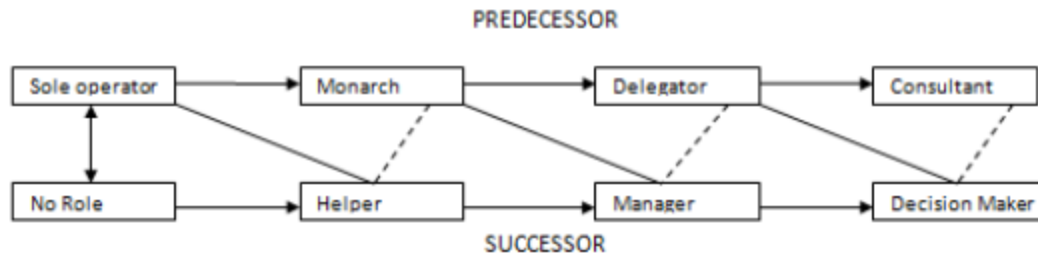 PREDECESSOR
Sole operator
Monarch
Delegator
Consultant
No Role
Helper
Manager
Decision Maker
SUCCESSOR